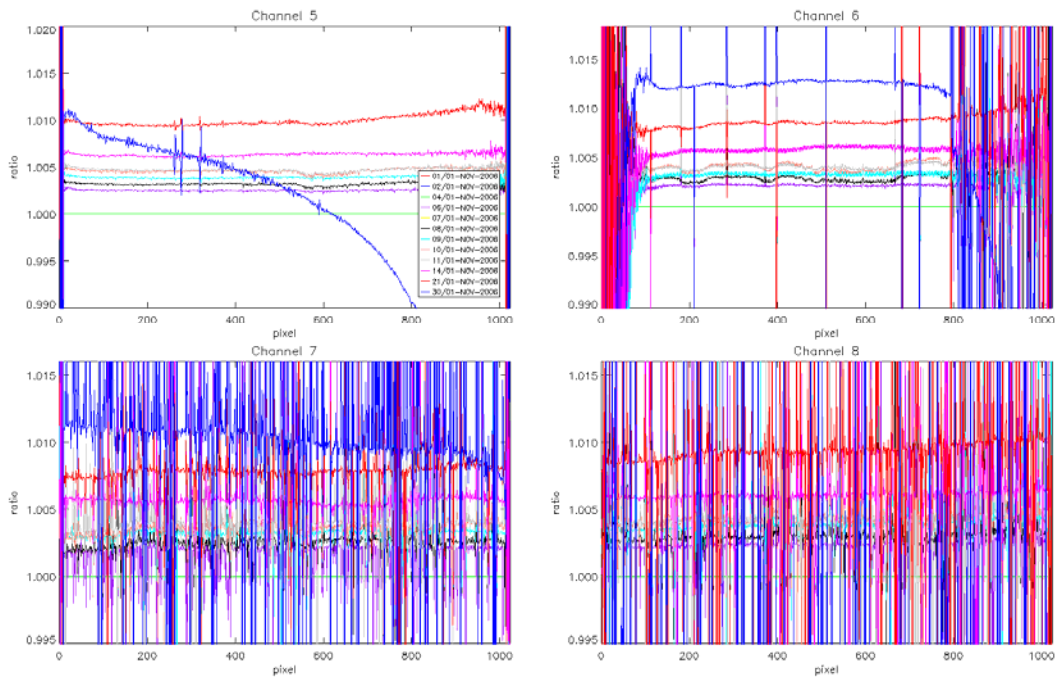 Channel 5
1.020
1.015
1.010
1.005
1.000
0.995
0.990
ratio
0 200 400 600 800 1000
pixel
01/01-NOV-2006
02/01-NOV-2006
04/01-NOV-2006
06/01-NOV-2006
07/01-NOV-2006
08/01-NOV-2006
09/01-NOV-2006
10/01-NOV-2006
11/01-NOV-2006
14/01-NOV-2006
21/01-NOV-2006
30/01-NOV-2006
Channel 6
1.015
1.010
1.005
1.000
0.995
0.990
ratio
0 200 400 600 800 1000
pixel
Channel 7
1.015
1.010
1.005
1.000
0.995
ratio
0 200 400 600 800 1000
pixel
Channel 8
1.015
1.010
1.005
1.000
0.995
ratio
0 200 400 600 800 1000
pixel